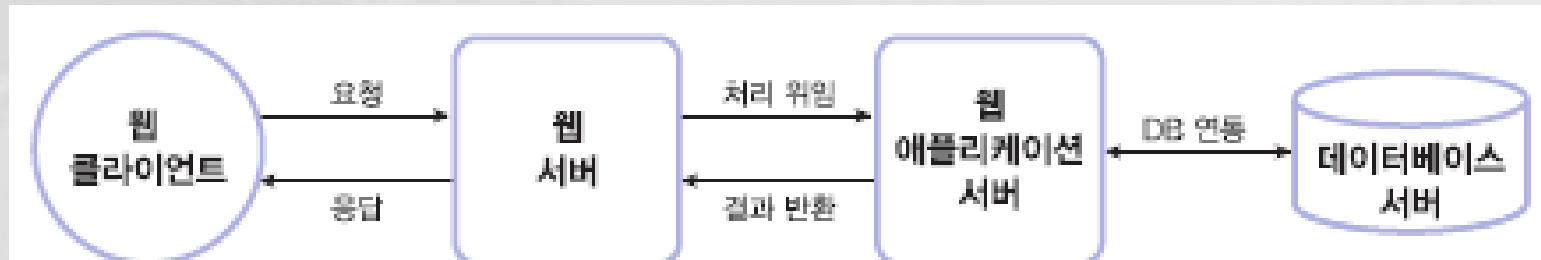 웹
클라이언트
요청
응답
웹
서버
처리 위임
결과 반환
웹
애플리케이션
서버
DB 연동
데이터베이스
서버